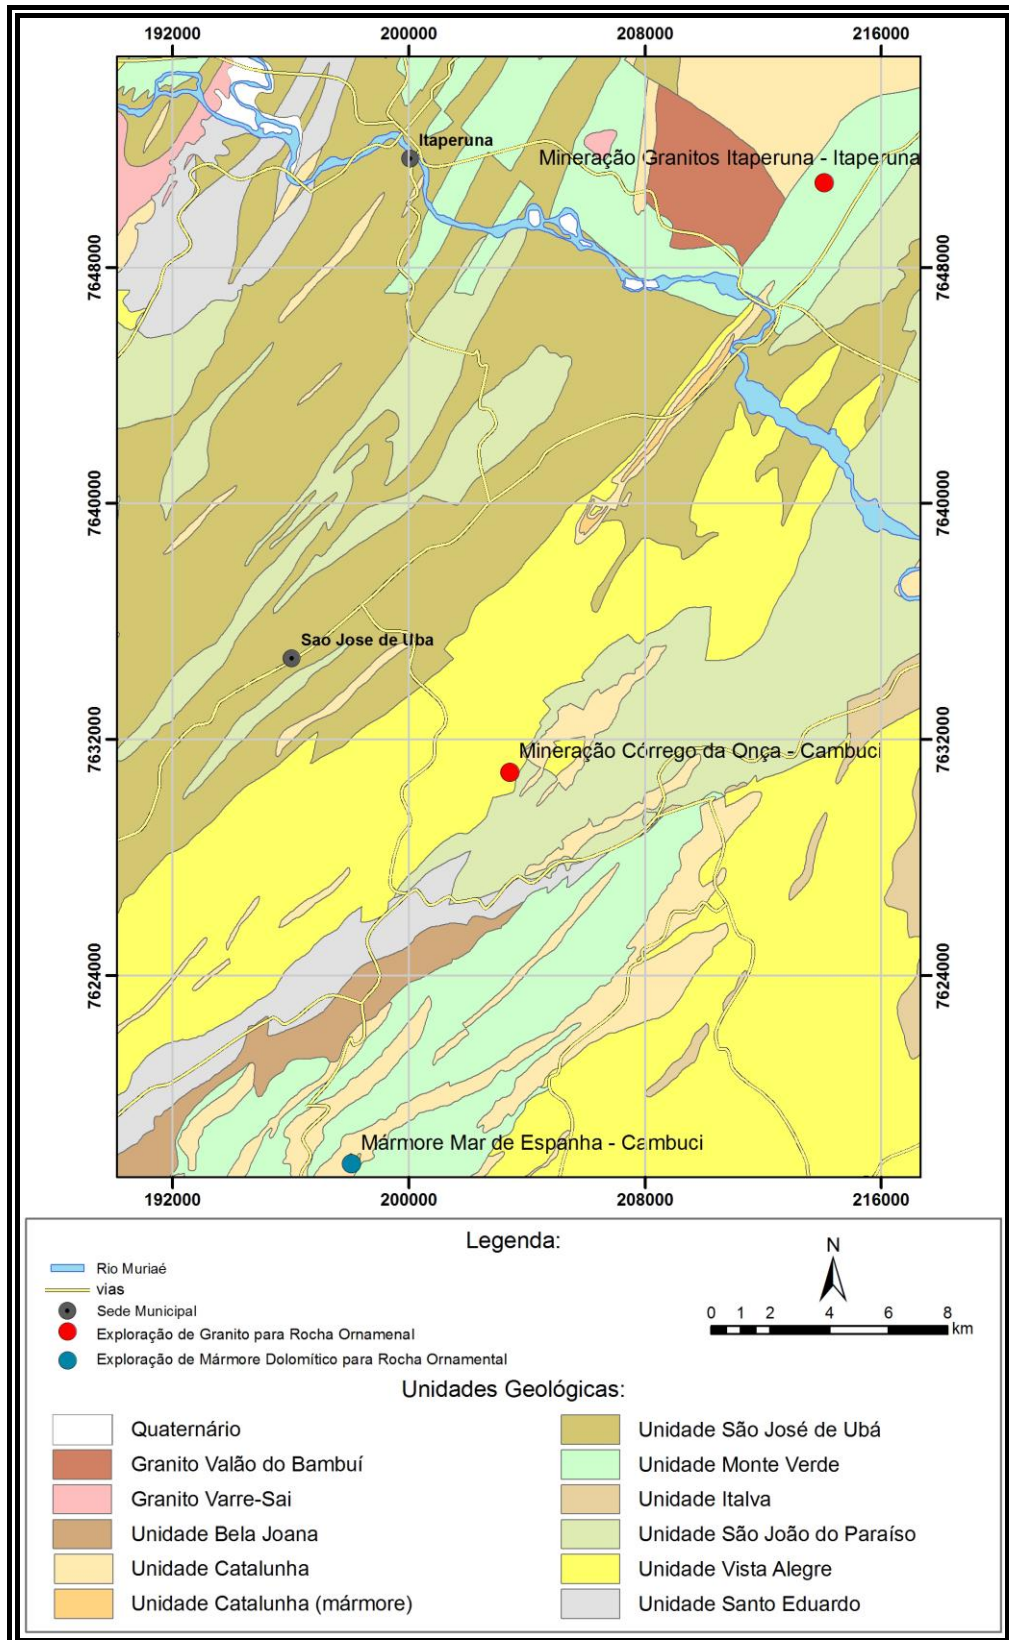 192000 200000 208000 216000
Itaperuna
Mineração Granitos Itaperuna - Itaperuna
7648000 7648000
7640000 7640000
Sao Jose de Uba
7632000 7632000
Mineração Córrego da Onça - Cambuci
7624000 7624000
Mármore Mar de Espanha - Cambuci
192000 200000 208000 216000
Legenda:
Rio Muriaé
vias
Sede Municipal
Exploração de Granito para Rocha Ornamenal
Exploração de Mármore Dolomítico para Rocha Ornamental
N
0 1 2 4 6 8
km
Unidades Geológicas:
Quaternário
Granito Valão do Bambuí
Granito Varre-Sai
Unidade Bela Joana
Unidade Catalunha
Unidade Catalunha (mármore)
Unidade São José de Ubá
Unidade Monte Verde
Unidade Italva
Unidade São João do Paraíso
Unidade Vista Alegre
Unidade Santo Eduardo